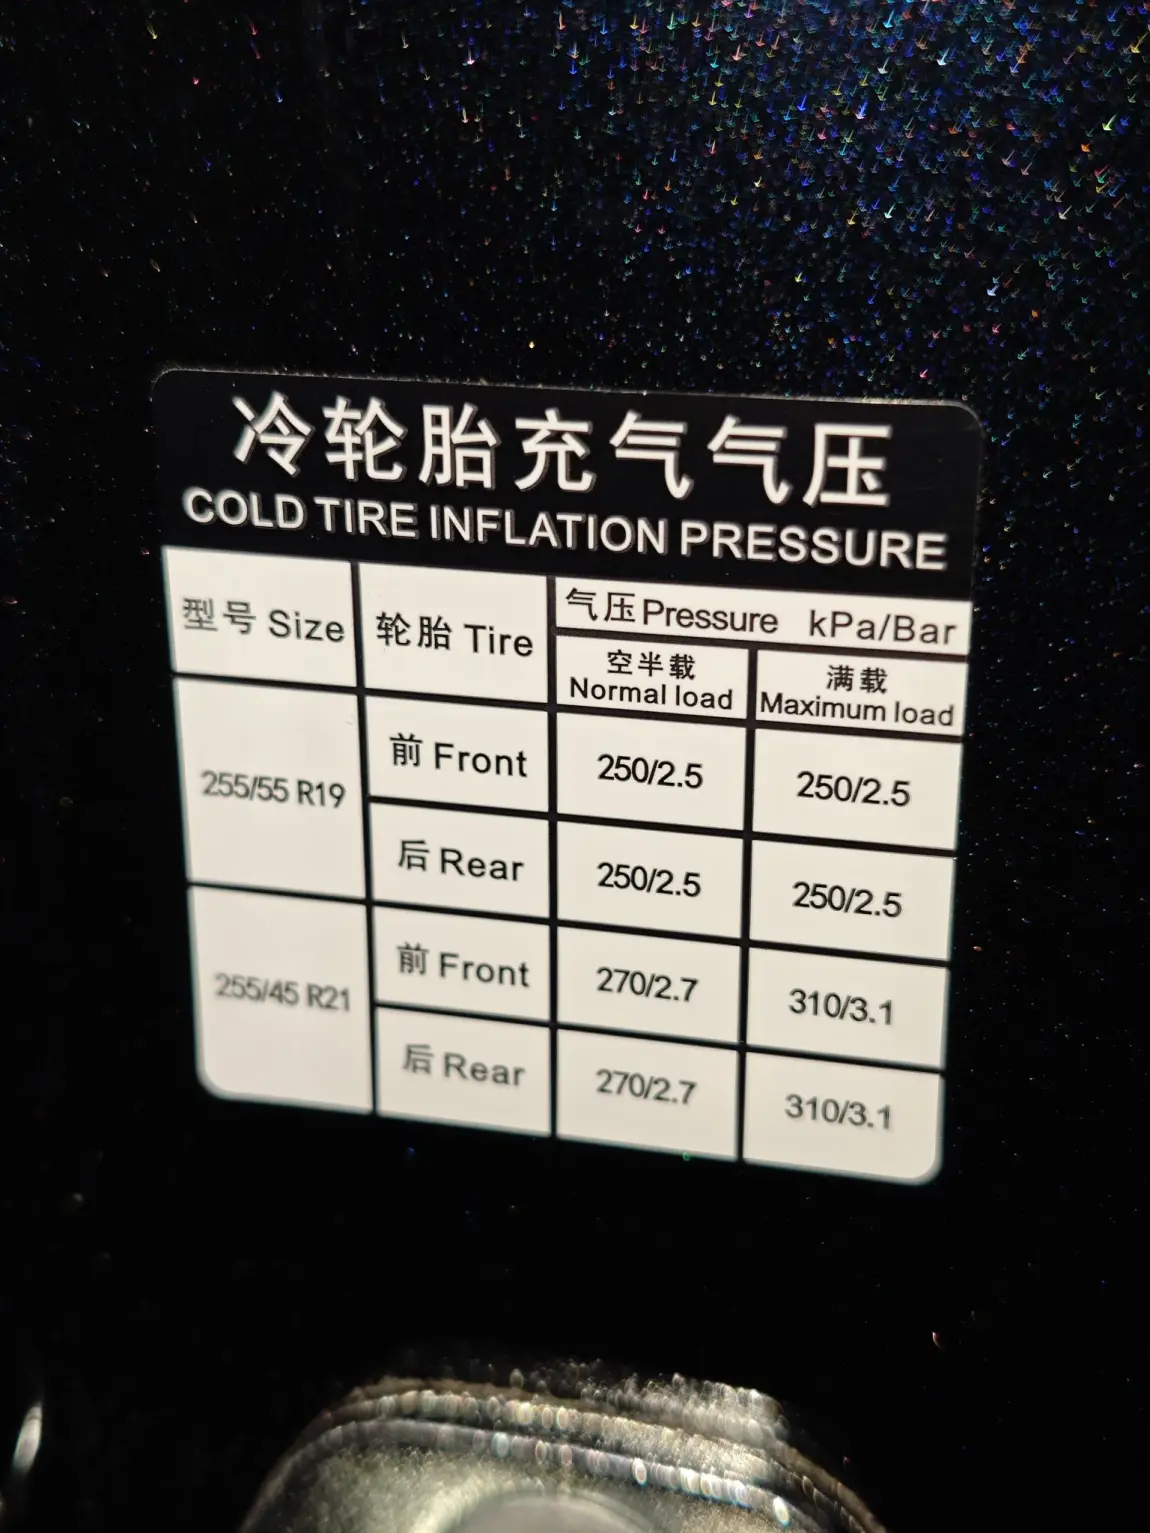 冷轮胎充气气压
COLD TIRE INFLATION PRESSURE
型号 Size 轮胎 Tire 气压 Pressure kPa/Bar
空半载 满载
Normal load Maximum load
255/55 R19 前 Front 250/2.5 250/2.5
后 Rear 250/2.5 250/2.5
255/45 R21 前 Front 270/2.7 310/3.1
后 Rear 270/2.7 310/3.1